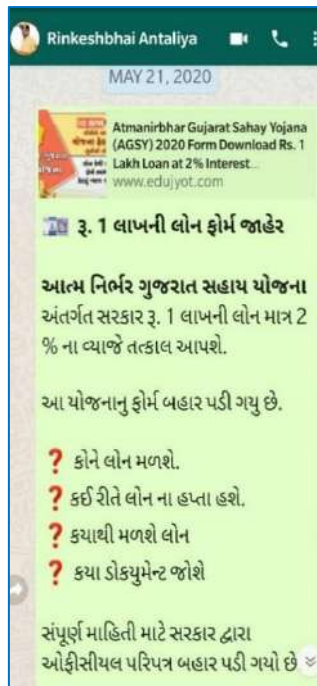 Rinkeshbhai Antaliya
MAY 21, 2020
Atmanirbhar Gujarat Sahay Yojana
(AGSY) 2020 Form Download Rs. 1
Lakh Loan at 2% Interest...
www.edujyot.com
રૂ. 1 લાખની લોન ફોર્મ જાહેર
આત્મ નિર્ભર ગુજરાત સહાય યોજના
અંતર્ગત સરકાર રૂ. 1 લાખની લોન માત્ર 2
% ના વ્યાજે તત્કાલ આપશે.
આ યોજનાનુ ફોર્મ બહાર પડી ગયુ છે.
❓ કોને લોન મળશે.
❓ કઈ રીતે લોન ના હપ્તા હશે.
❓ કયાથી મળશે લોન
❓ કયા ડોકયુમેન્ટ જોશે
સંપૂર્ણ માહિતી માટે સરકાર દ્વારા
ઓફીસીયલ પરિપત્ર બહાર પડી ગયો છે